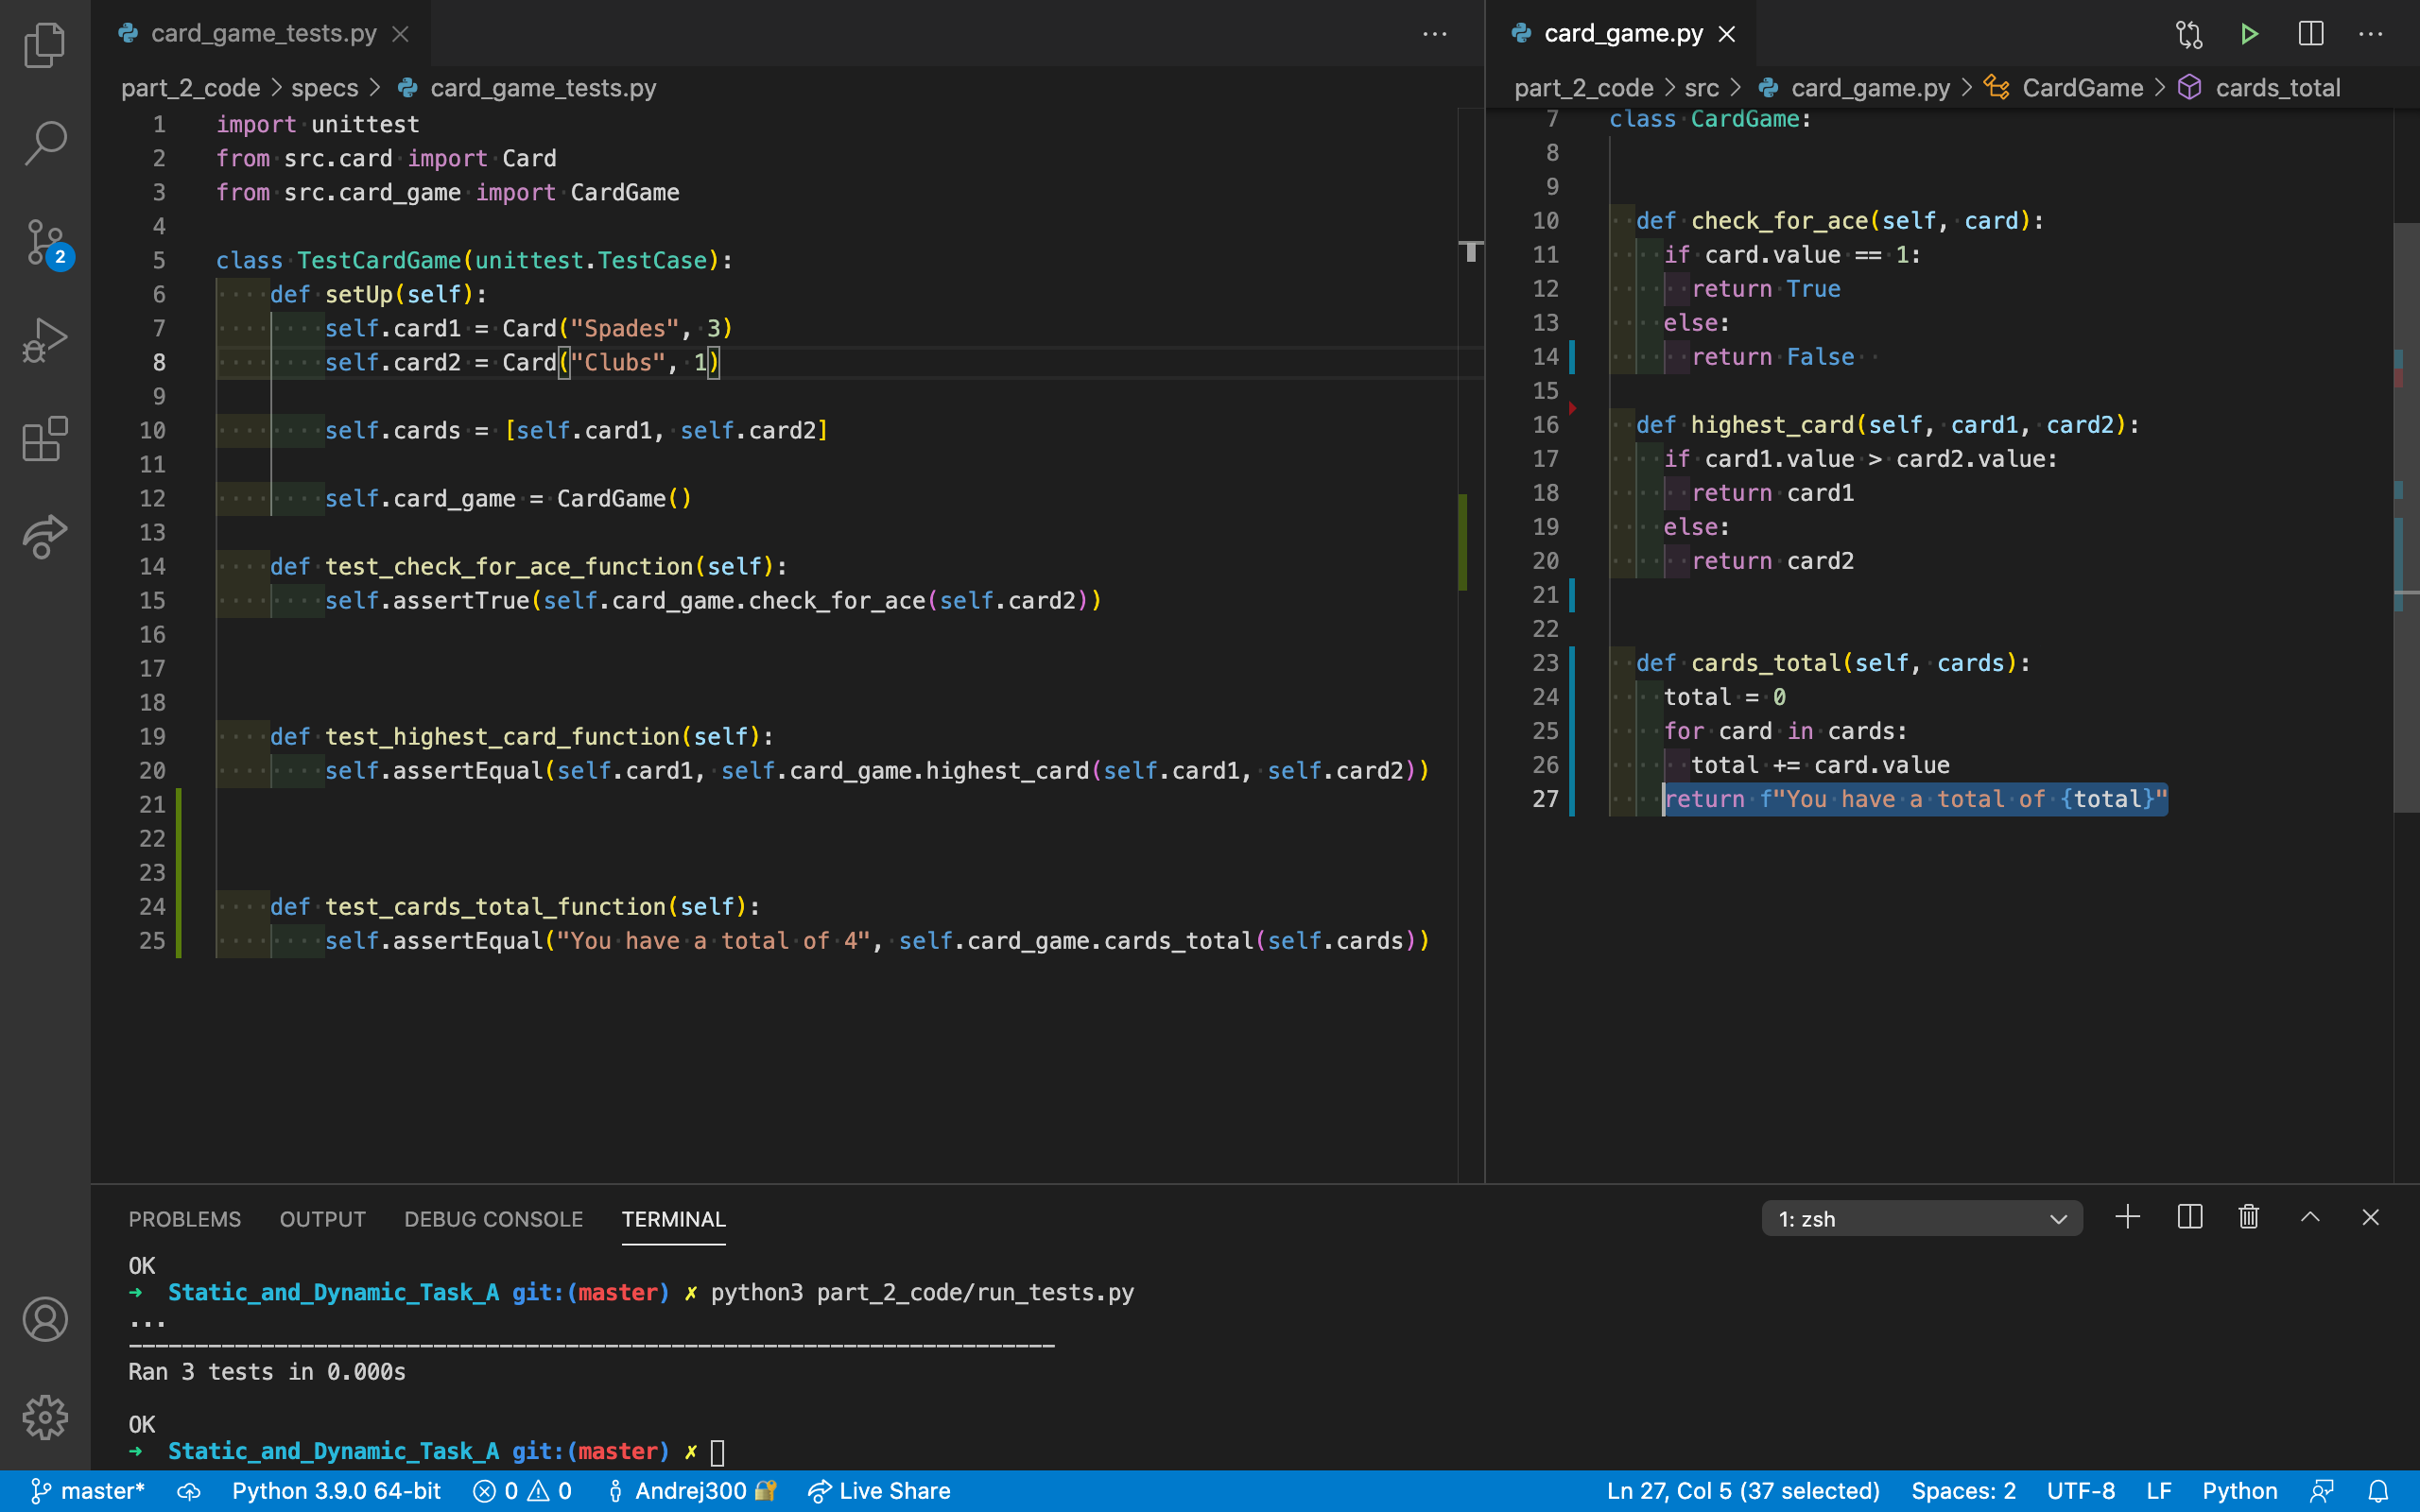 card_game_tests.py
part_2_code > specs > card_game_tests.py
1 import unittest
2 from src.card import Card
3 from src.card_game import CardGame
4
5 class TestCardGame(unittest.TestCase):
6 def setUp(self):
7 self.card1 = Card("Spades", 3)
8 self.card2 = Card("Clubs", 1)
9
10 self.cards = [self.card1, self.card2]
11
12 self.card_game = CardGame()
13
14 def test_check_for_ace_function(self):
15 self.assertTrue(self.card_game.check_for_ace(self.card2))
16
17
18
19 def test_highest_card_function(self):
20 self.assertEqual(self.card1, self.card_game.highest_card(self.card1, self.card2))
21
22
23
24 def test_cards_total_function(self):
25 self.assertEqual("You have a total of 4", self.card_game.cards_total(self.cards))
card_game.py
part_2_code > src > card_game.py > CardGame > cards_total
7 class CardGame:
8
9
10 def check_for_ace(self, card):
11 if card.value == 1:
12 return True
13 else:
14 return False
15
16 def highest_card(self, card1, card2):
17 if card1.value > card2.value:
18 return card1
19 else:
20 return card2
21
22
23 def cards_total(self, cards):
24 total = 0
25 for card in cards:
26 total += card.value
27 return f"You have a total of {total}"
2
PROBLEMS OUTPUT DEBUG CONSOLE TERMINAL 1: zsh
OK
➜ Static_and_Dynamic_Task_A git:(master) ✗ python3 part_2_code/run_tests.py
...
----------------------------------------------------------------------
Ran 3 tests in 0.000s
OK
➜ Static_and_Dynamic_Task_A git:(master) ✗
master* Python 3.9.0 64-bit 0 0 Andrej300 Live Share Ln 27, Col 5 (37 selected) Spaces: 2 UTF-8 LF Python